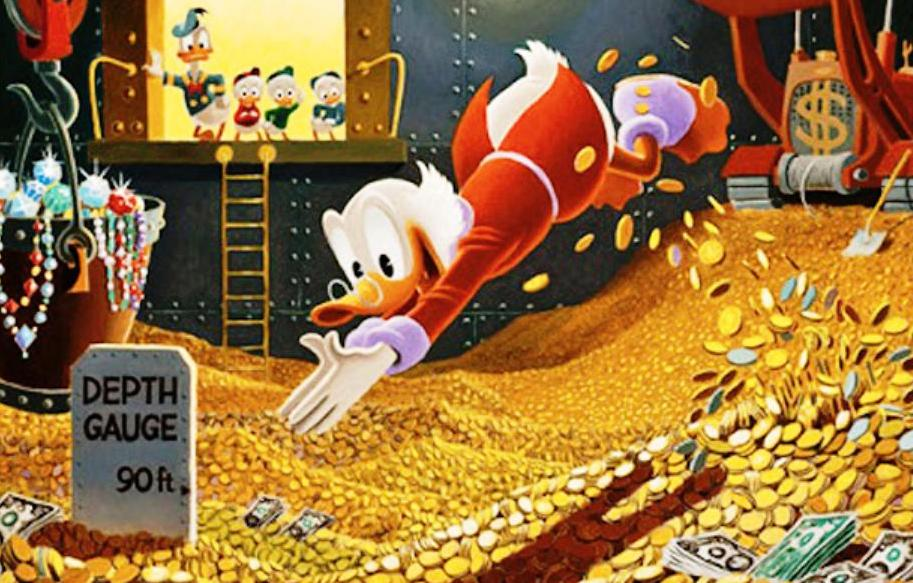 $
DEPTH
GAUGE
90 ft.